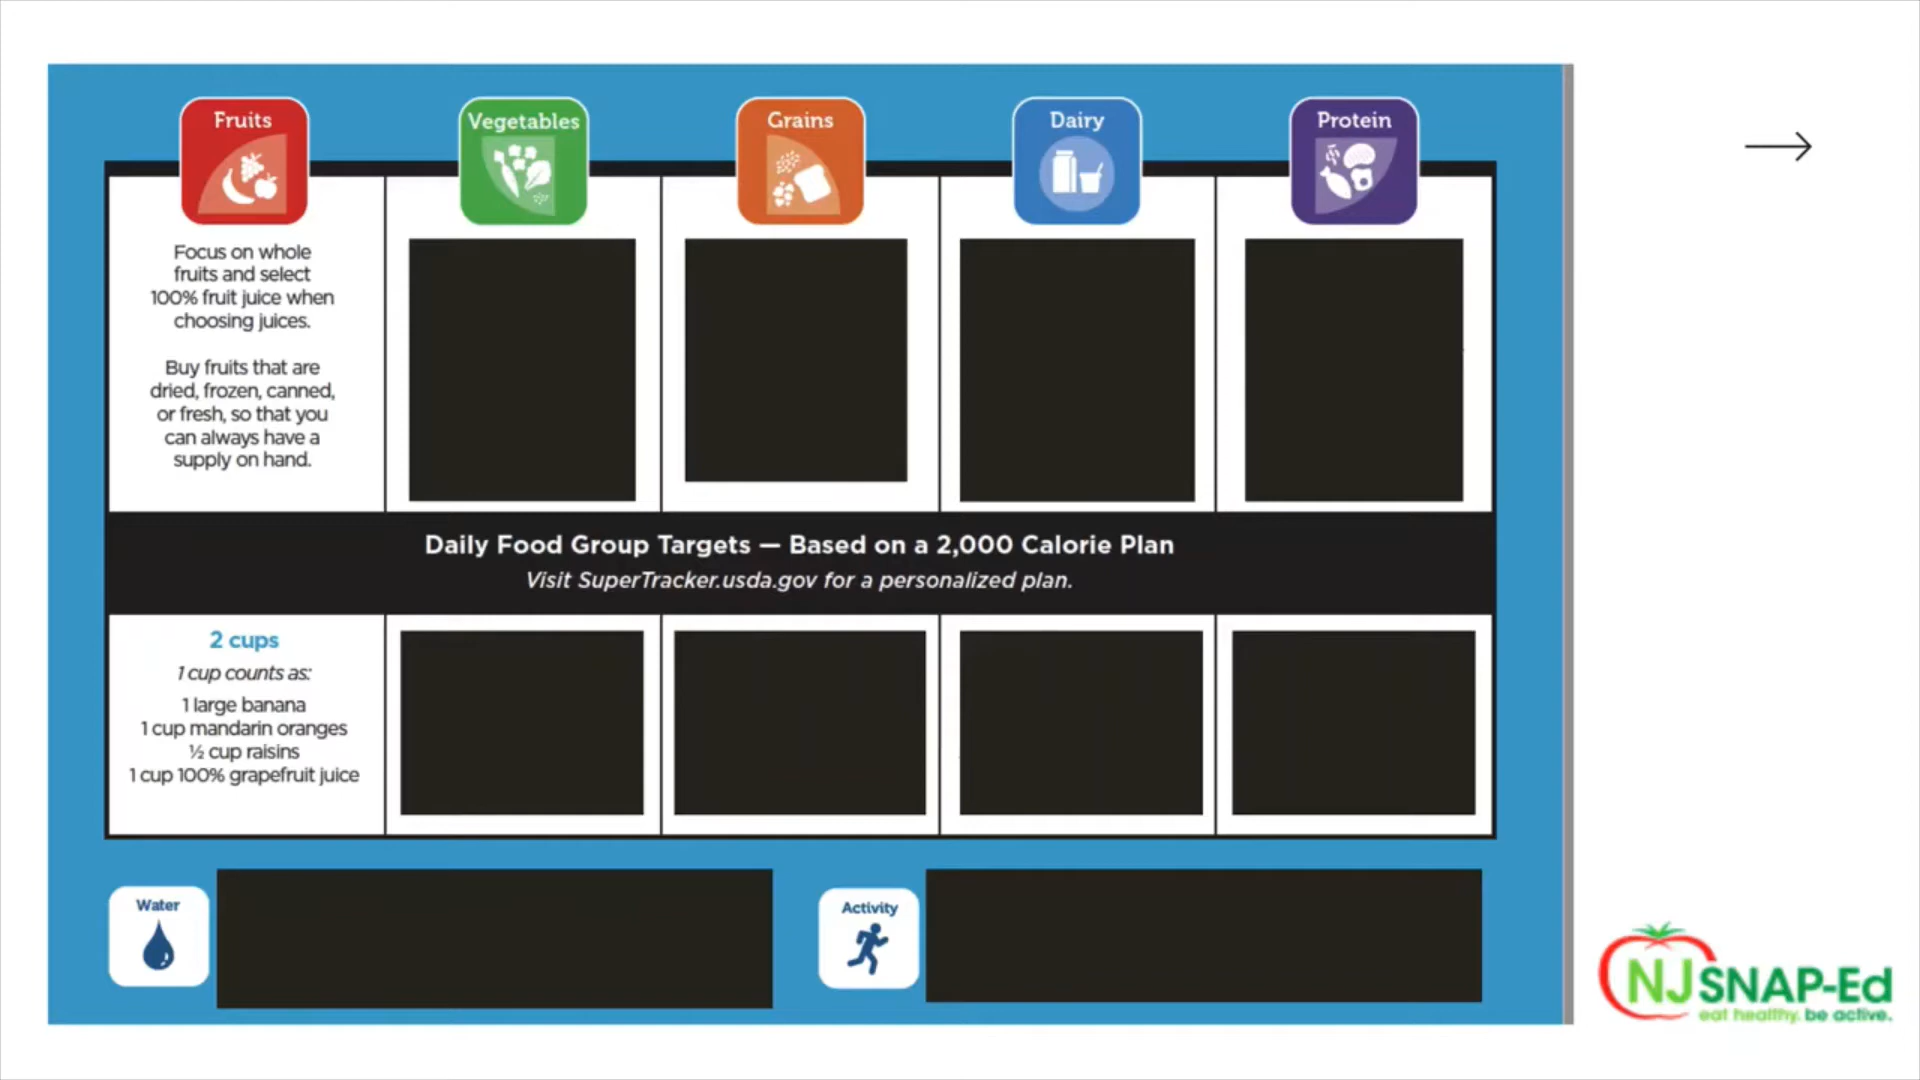 Fruits
Vegetables
Grains
Dairy
Protein
Focus on whole
fruits and select
100% fruit juice when
choosing juices.
Buy fruits that are
dried, frozen, canned,
or fresh, so that you
can always have a
supply on hand.
Daily Food Group Targets — Based on a 2,000 Calorie Plan
Visit SuperTracker.usda.gov for a personalized plan.
2 cups
1 cup counts as:
1 large banana
1 cup mandarin oranges
½ cup raisins
1 cup 100% grapefruit juice
Water
Activity
NJ SNAP-Ed
eat healthy. be active.